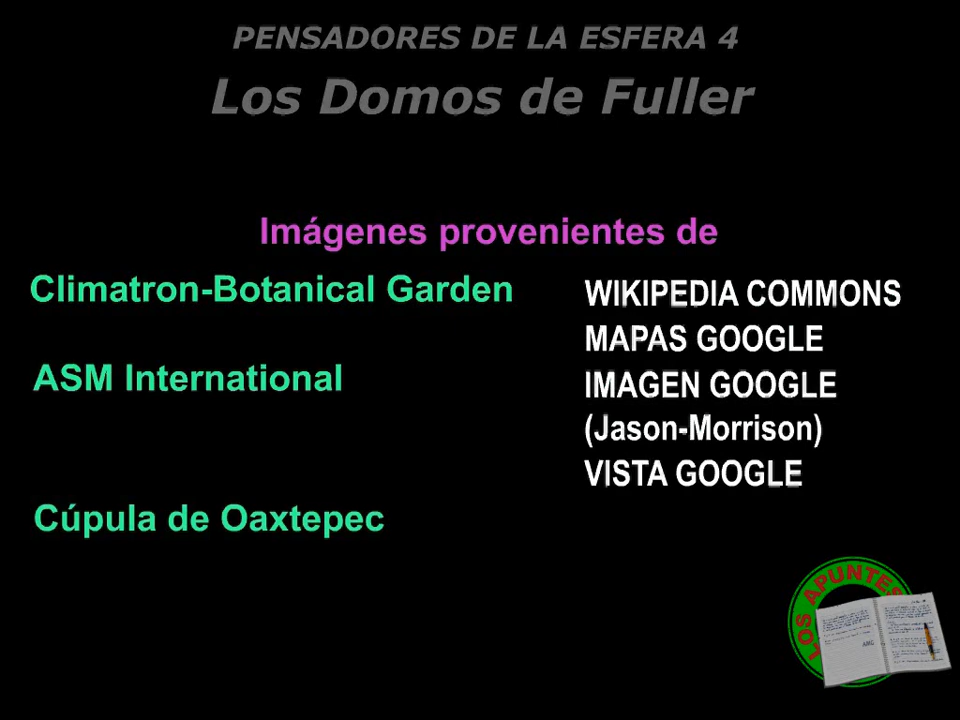 PENSADORES DE LA ESFERA 4
Los Domos de Fuller
Imágenes provenientes de
Climatron-Botanical Garden
WIKIPEDIA COMMONS
MAPAS GOOGLE
ASM International
IMAGEN GOOGLE
(Jason-Morrison)
VISTA GOOGLE
Cúpula de Oaxtepec
LOS APUNTES
AMG